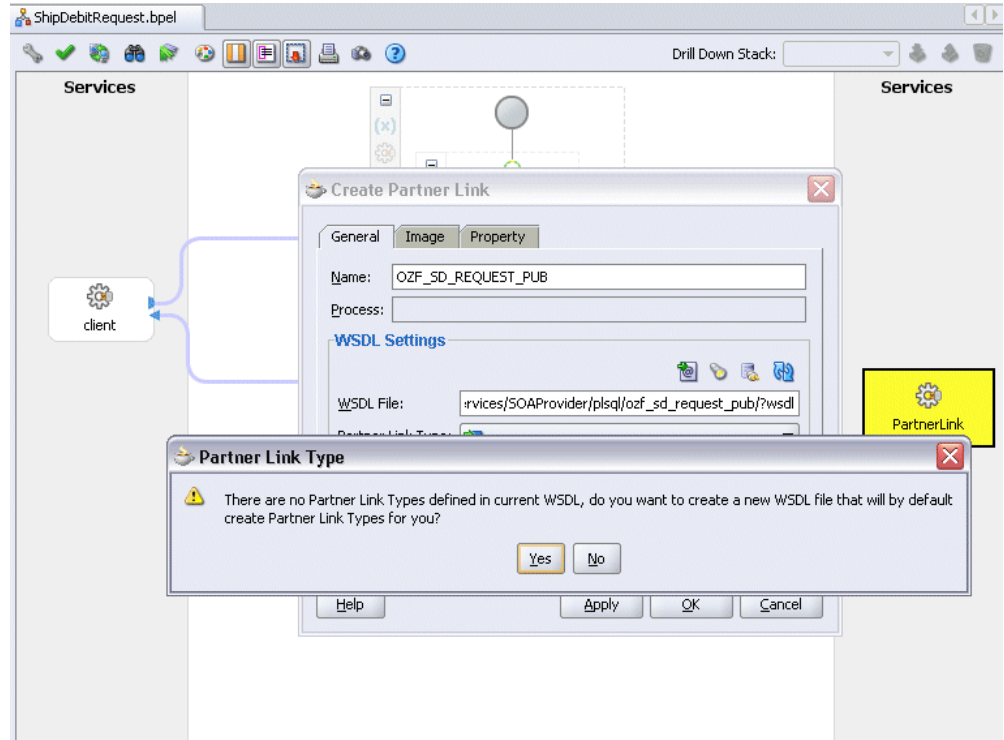 ShipDebitRequest.bpel
Drill Down Stack:
Services
Services
(x)
Create Partner Link
General Image Property
Name: OZF_SD_REQUEST_PUB
Process:
WSDL Settings
client
WSDL File: rvices/SOAProvider/plsql/ozf_sd_request_pub/?wsdl
PartnerLink
Partner Link Type:
Partner Link Type
There are no Partner Link Types defined in current WSDL, do you want to create a new WSDL file that will by default
create Partner Link Types for you?
Yes No
Help Apply OK Cancel